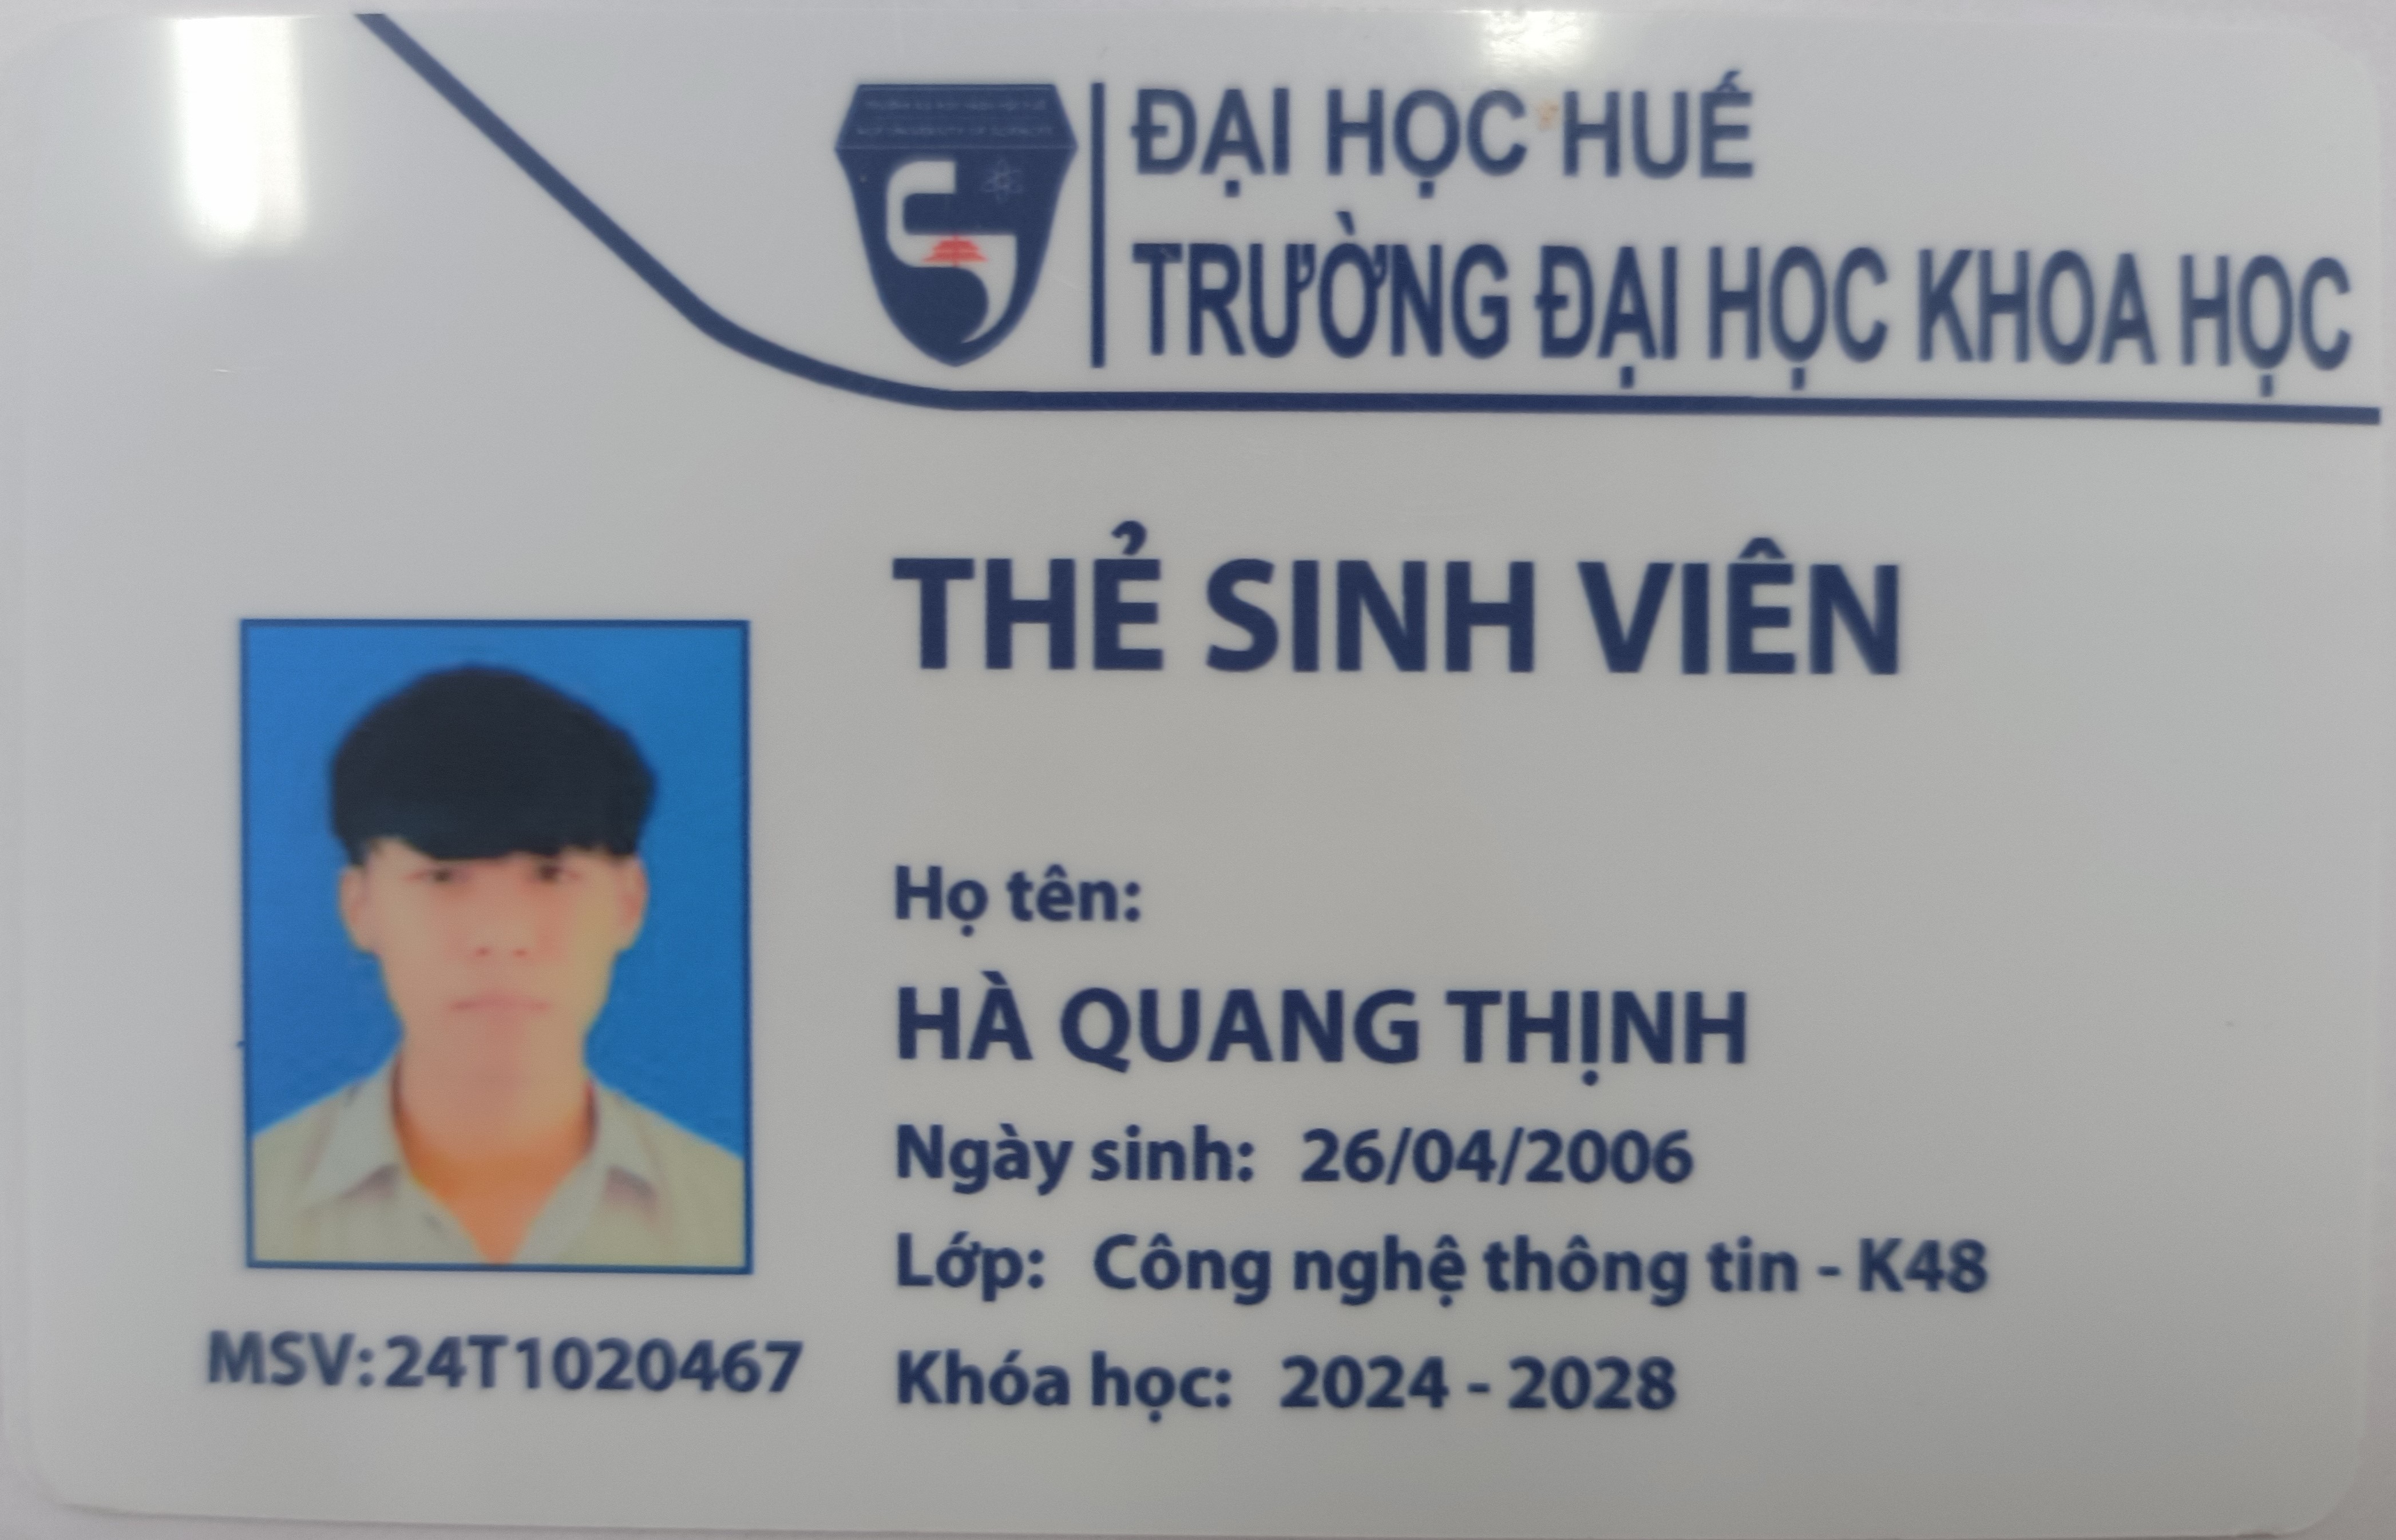 ĐẠI HỌC HUẾ
TRƯỜNG ĐẠI HỌC KHOA HỌC
THẺ SINH VIÊN
Họ tên:
HÀ QUANG THỊNH
Ngày sinh: 26/04/2006
Lớp: Công nghệ thông tin - K48
Khóa học: 2024 - 2028
MSV: 24T1020467